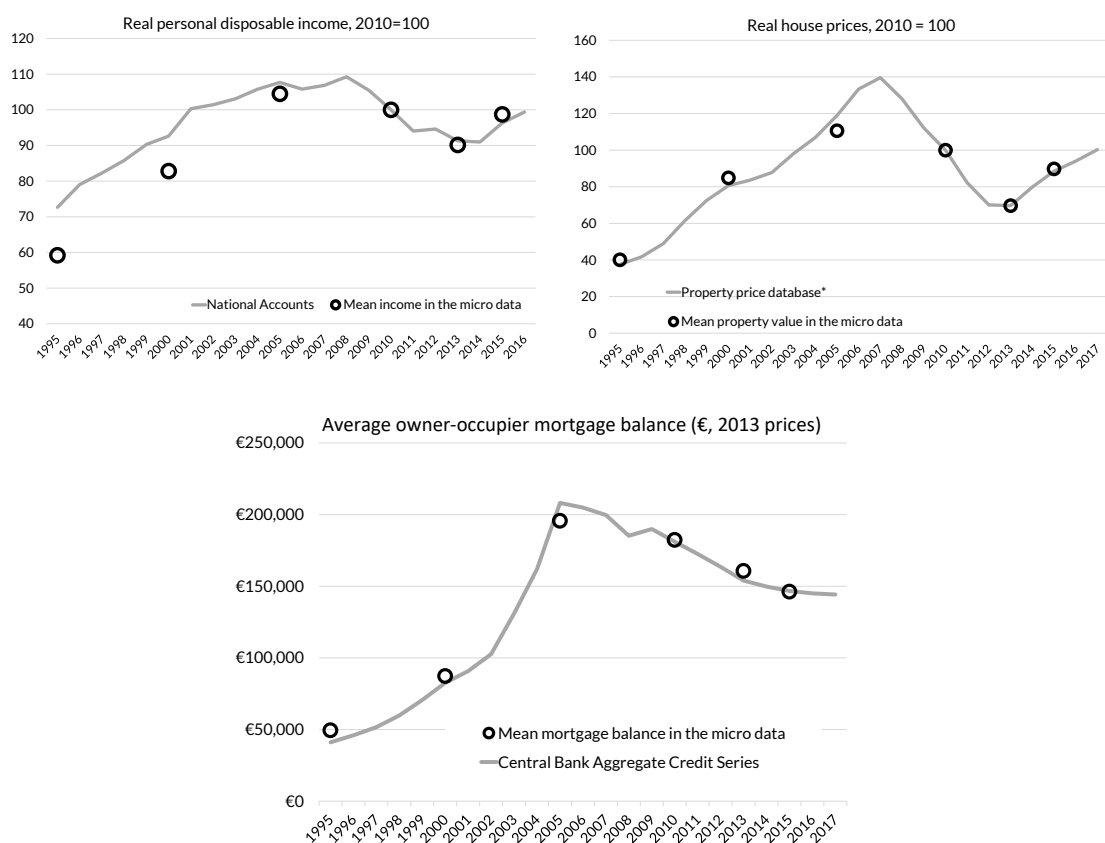 Real personal disposable income, 2010=100
120
110
100
90
80
70
60
50
40
National Accounts
Mean income in the micro data
1995 1996 1997 1998 1999 2000 2001 2002 2003 2004 2005 2006 2007 2008 2009 2010 2011 2012 2013 2014 2015 2016
Real house prices, 2010 = 100
160
140
120
100
80
60
40
20
0
Property price database*
Mean property value in the micro data
1995 1996 1997 1998 1999 2000 2001 2002 2003 2004 2005 2006 2007 2008 2009 2010 2011 2012 2013 2014 2015 2016 2017
Average owner-occupier mortgage balance (€, 2013 prices)
€250,000
€200,000
€150,000
€100,000
€50,000
€0
Mean mortgage balance in the micro data
Central Bank Aggregate Credit Series
1995 1996 1997 1998 1999 2000 2001 2002 2003 2004 2005 2006 2007 2008 2009 2010 2011 2012 2013 2014 2015 2016 2017